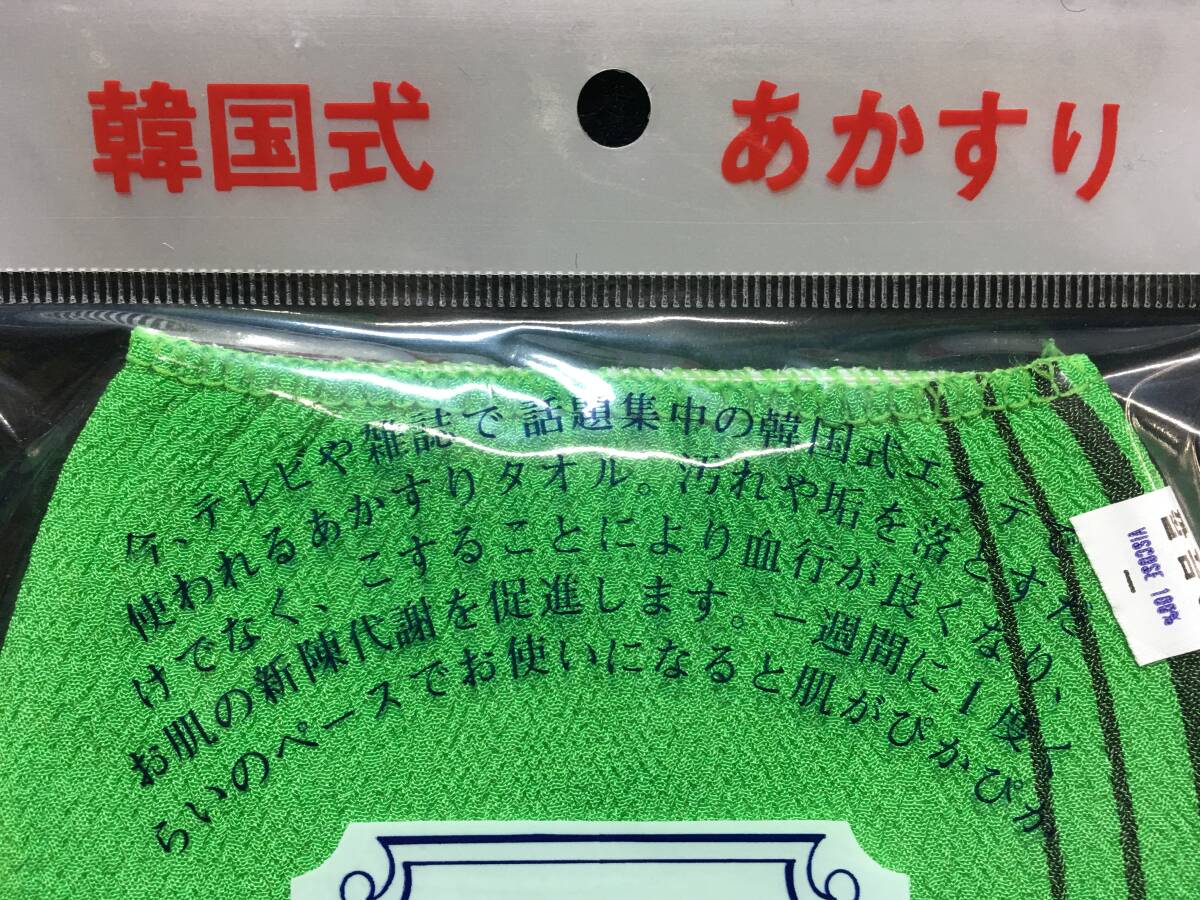 韓国式 あかすり
今、テレビや雑誌で話題集中の韓国式エステで
使われるあかすりタオル。汚れや垢を落とすだ
けでなく、こすることにより血行が良くなり、
お肌の新陳代謝を促進します。一週間に1度く
らいのペースでお使いになると肌がぴかぴか
VISCOSE 100%